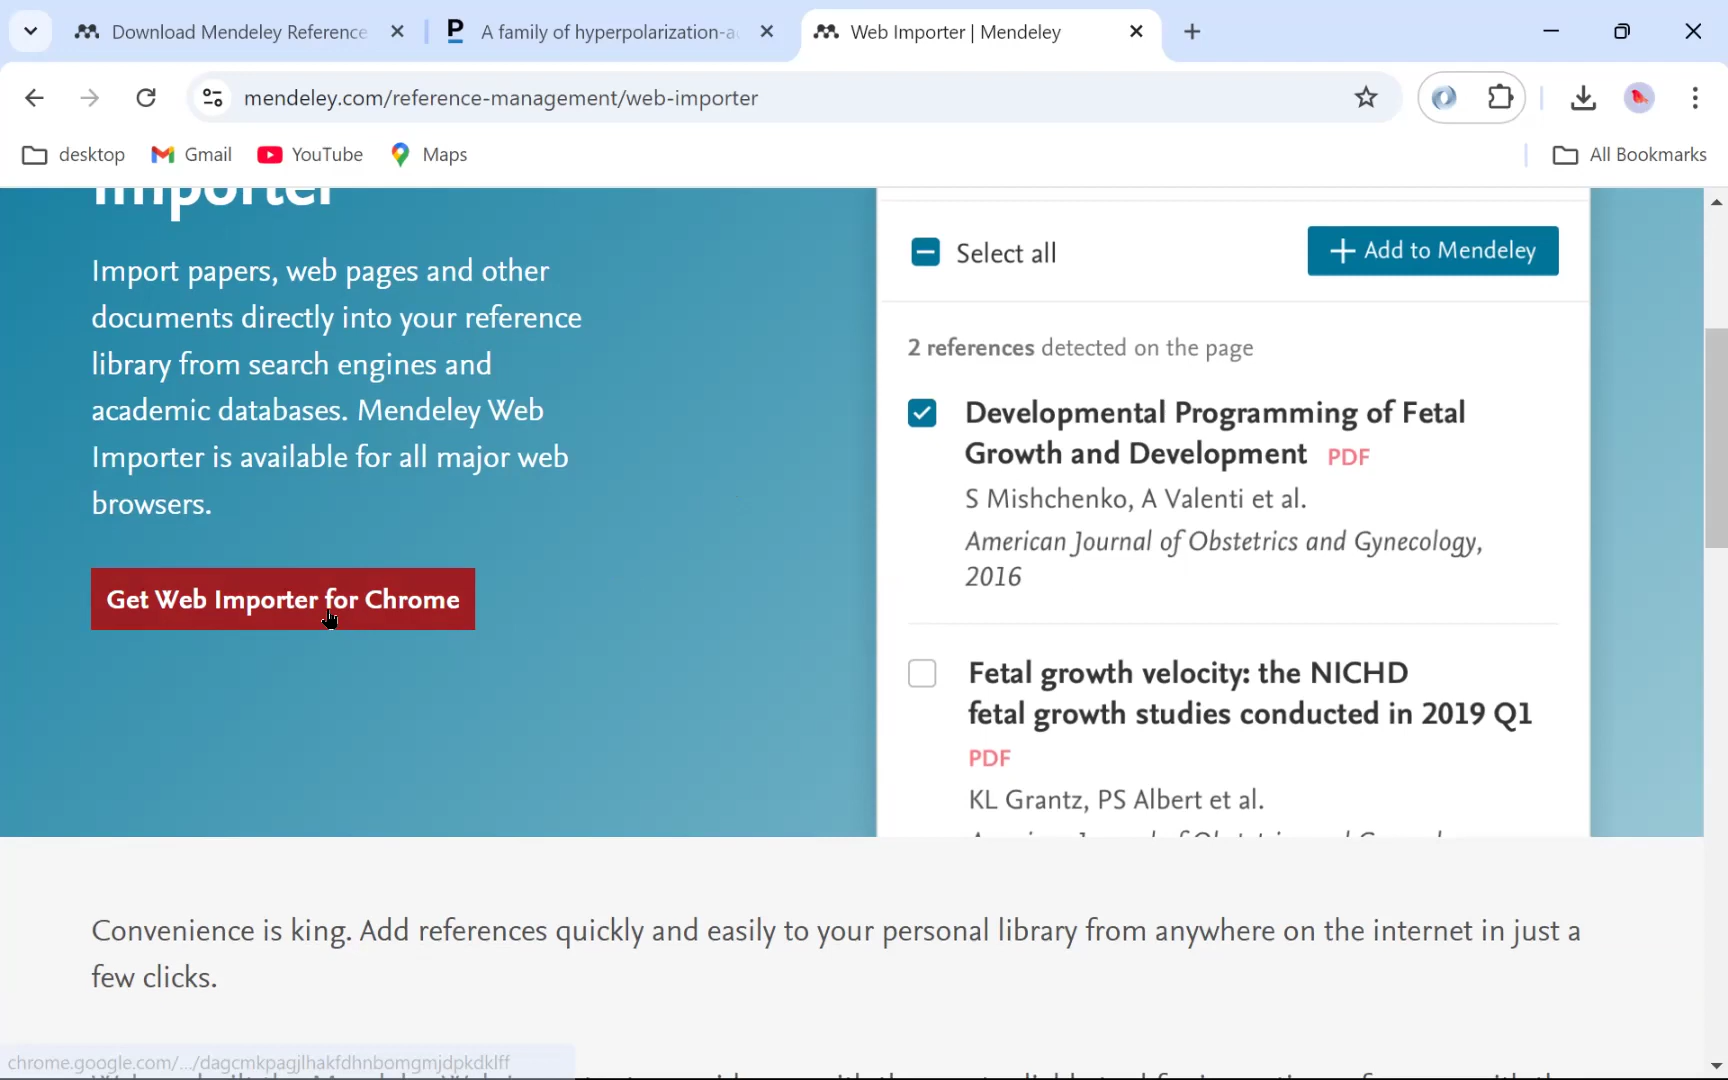 Download Mendeley Reference
A family of hyperpolarization-a
Web Importer | Mendeley
mendeley.com/reference-management/web-importer
desktop
Gmail
YouTube
Maps
All Bookmarks
Importer
Import papers, web pages and other
documents directly into your reference
library from search engines and
academic databases. Mendeley Web
Importer is available for all major web
browsers.
Get Web Importer for Chrome
Select all
+ Add to Mendeley
2 references detected on the page
Developmental Programming of Fetal
Growth and Development PDF
S Mishchenko, A Valenti et al.
American Journal of Obstetrics and Gynecology,
2016
Fetal growth velocity: the NICHD
fetal growth studies conducted in 2019 Q1
PDF
KL Grantz, PS Albert et al.
Convenience is king. Add references quickly and easily to your personal library from anywhere on the internet in just a
few clicks.
chrome.google.com/.../dagcmkpagjlhakfdhnbomgmjdpkdklff